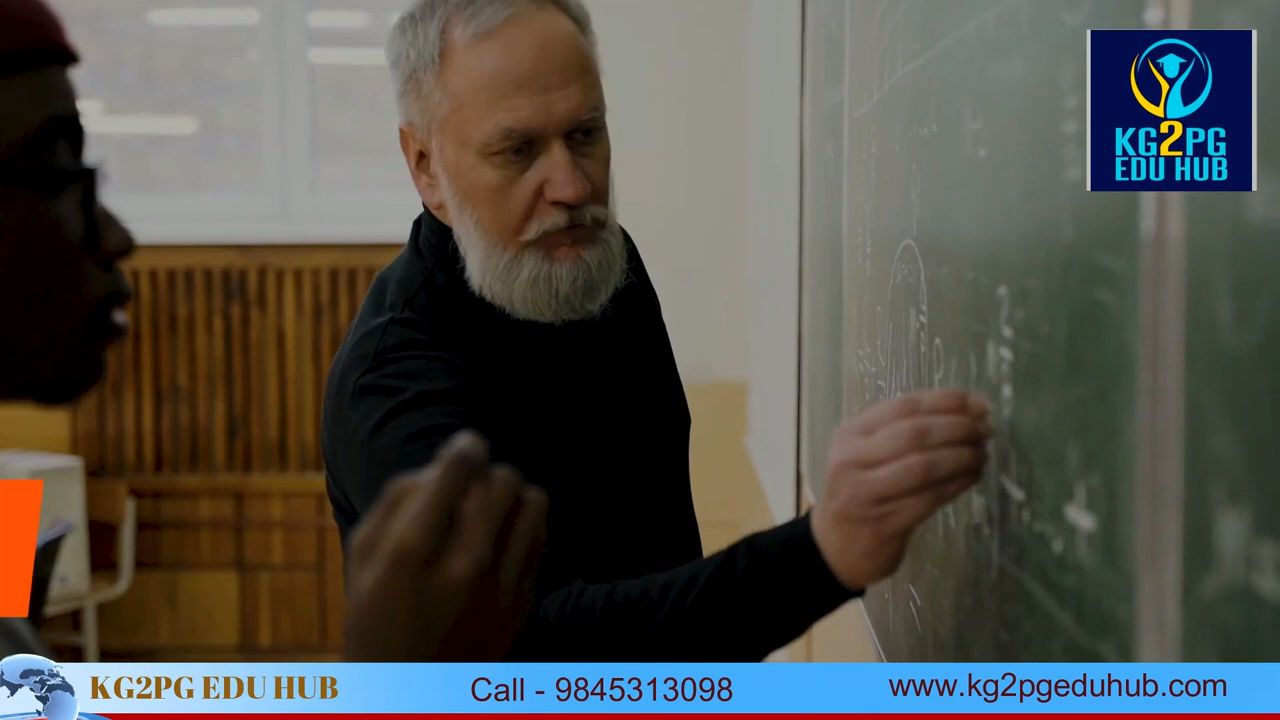 KG2PG
EDU HUB
KG2PG EDU HUB
Call - 9845313098
www.kg2pgeduhub.com